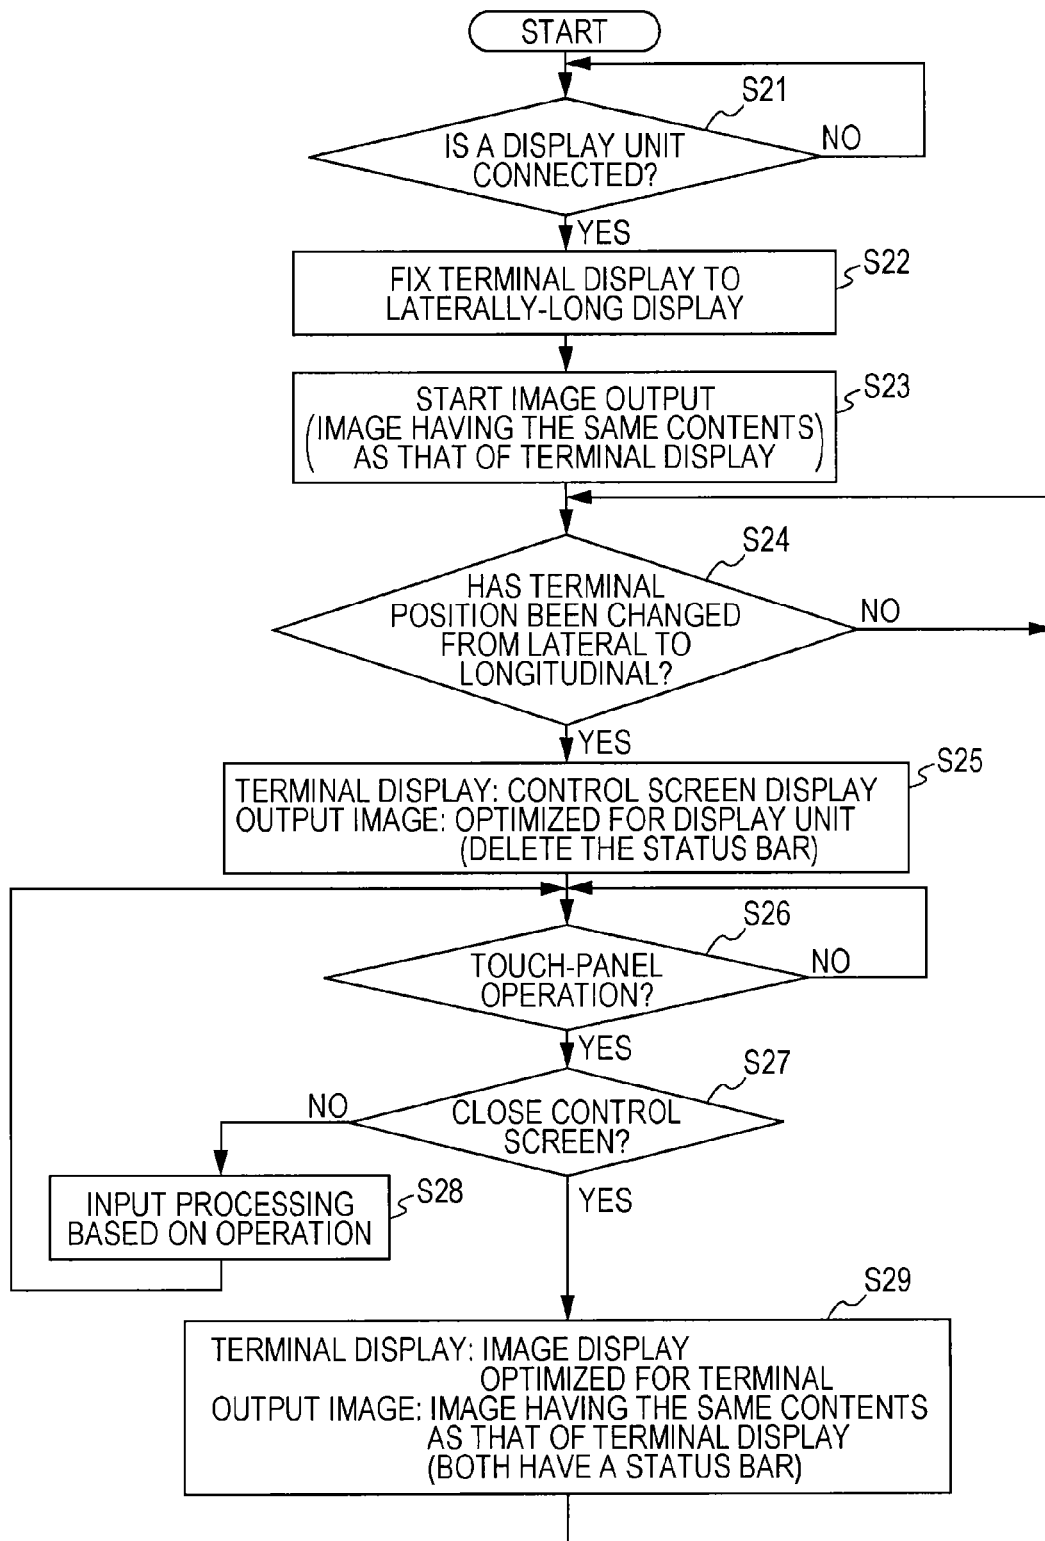 START
S21
IS A DISPLAY UNIT
CONNECTED?
NO
YES
S22
FIX TERMINAL DISPLAY TO
LATERALLY-LONG DISPLAY
S23
START IMAGE OUTPUT
(IMAGE HAVING THE SAME CONTENTS
AS THAT OF TERMINAL DISPLAY)
S24
HAS TERMINAL
POSITION BEEN CHANGED
FROM LATERAL TO
LONGITUDINAL?
NO
YES
S25
TERMINAL DISPLAY: CONTROL SCREEN DISPLAY
OUTPUT IMAGE: OPTIMIZED FOR DISPLAY UNIT
(DELETE THE STATUS BAR)
S26
TOUCH-PANEL
OPERATION?
NO
YES
S27
CLOSE CONTROL
SCREEN?
NO
YES
S28
INPUT PROCESSING
BASED ON OPERATION
S29
TERMINAL DISPLAY: IMAGE DISPLAY
OPTIMIZED FOR TERMINAL
OUTPUT IMAGE: IMAGE HAVING THE SAME CONTENTS
AS THAT OF TERMINAL DISPLAY
(BOTH HAVE A STATUS BAR)